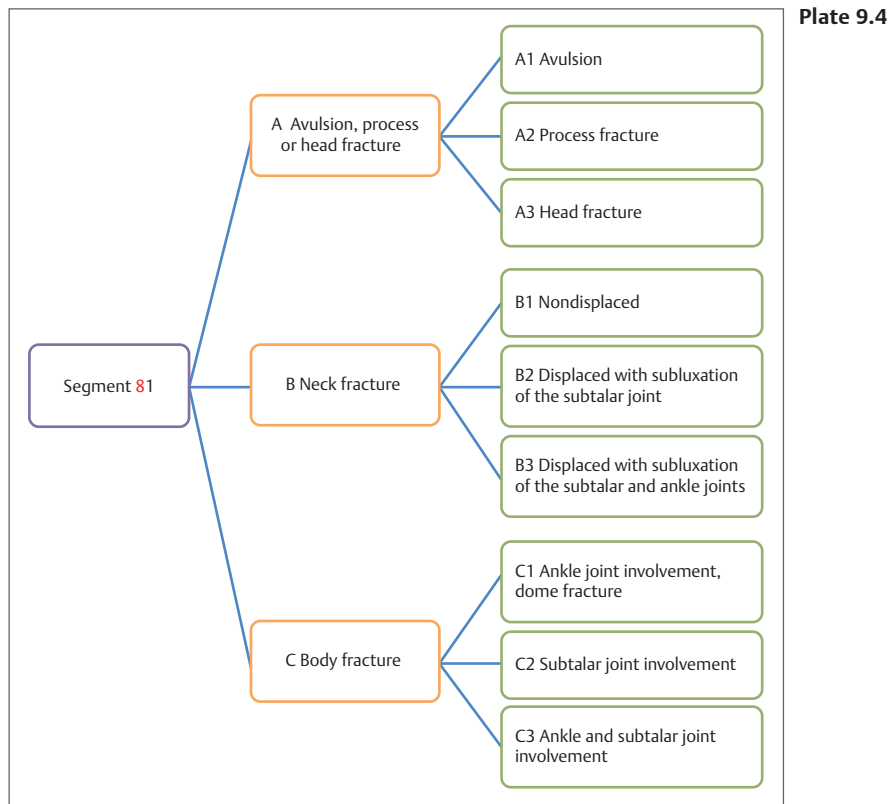 Plate 9.4
Segment 81
A Avulsion, process
or head fracture
A1 Avulsion
A2 Process fracture
A3 Head fracture
B Neck fracture
B1 Nondisplaced
B2 Displaced with subluxation
of the subtalar joint
B3 Displaced with subluxation
of the subtalar and ankle joints
C Body fracture
C1 Ankle joint involvement,
dome fracture
C2 Subtalar joint involvement
C3 Ankle and subtalar joint
involvement